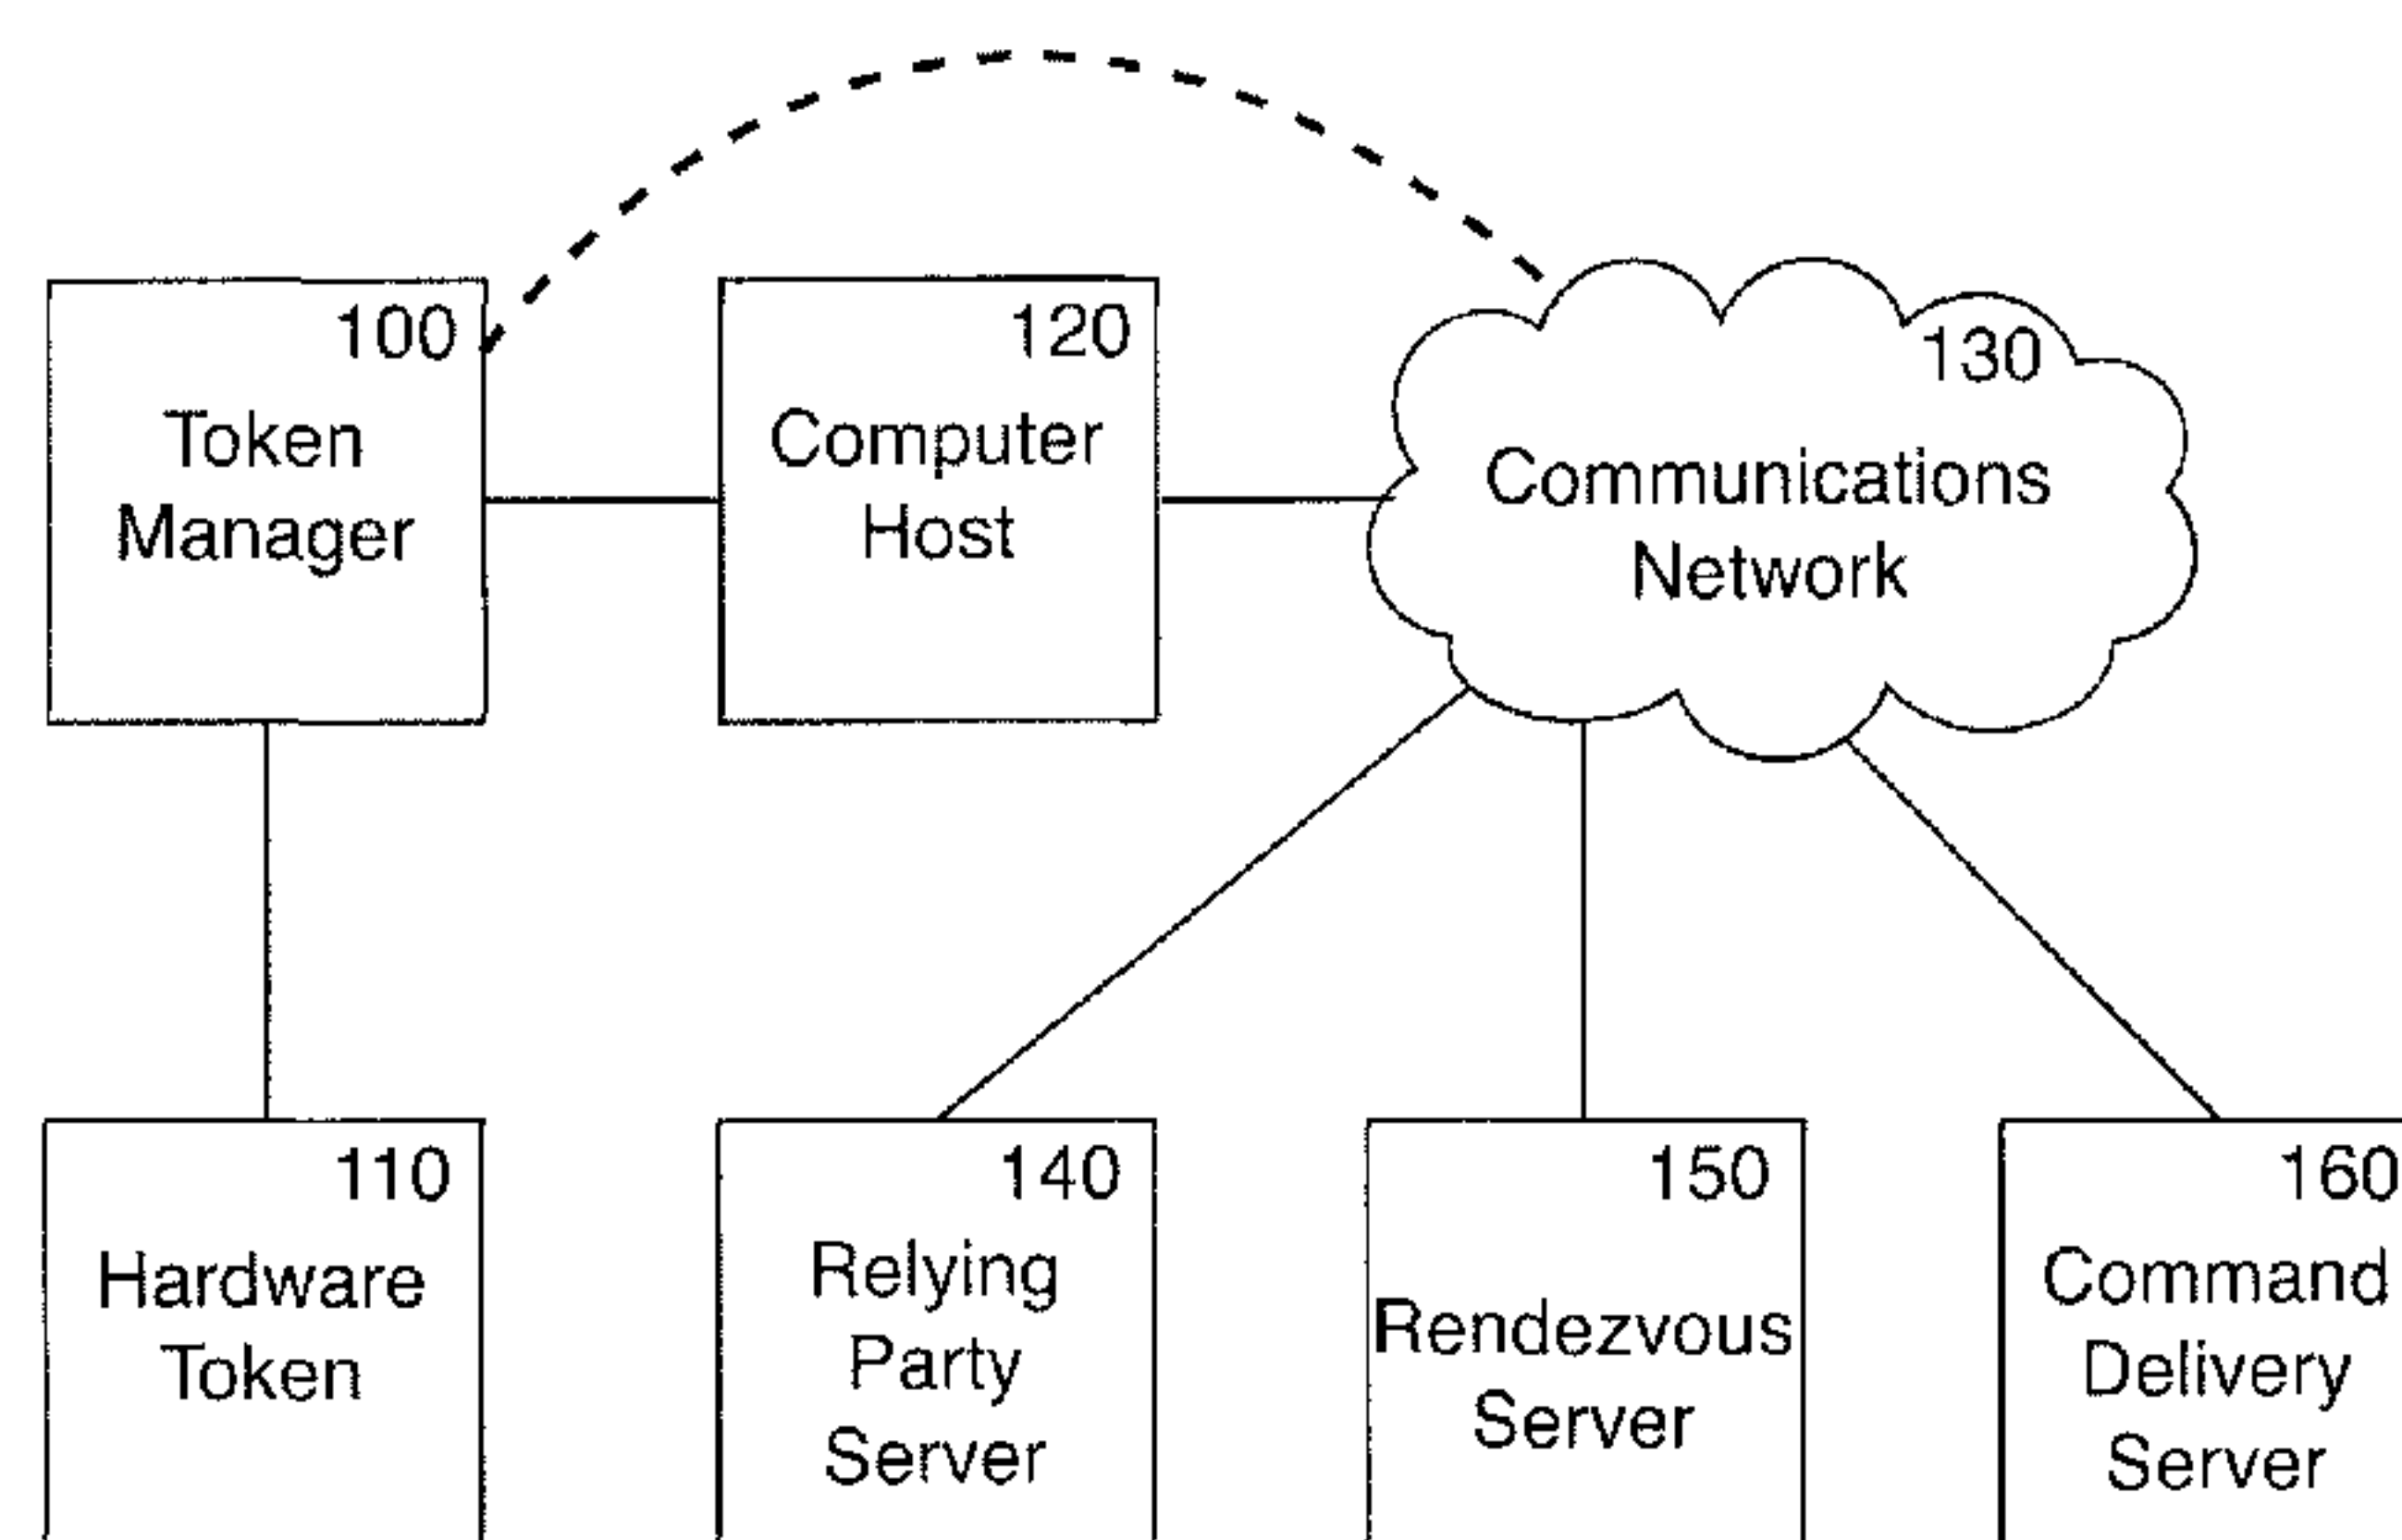 100
Token
Manager
120
Computer
Host
130
Communications
Network
110
Hardware
Token
140
Relying
Party
Server
150
Rendezvous
Server
160
Command
Delivery
Server